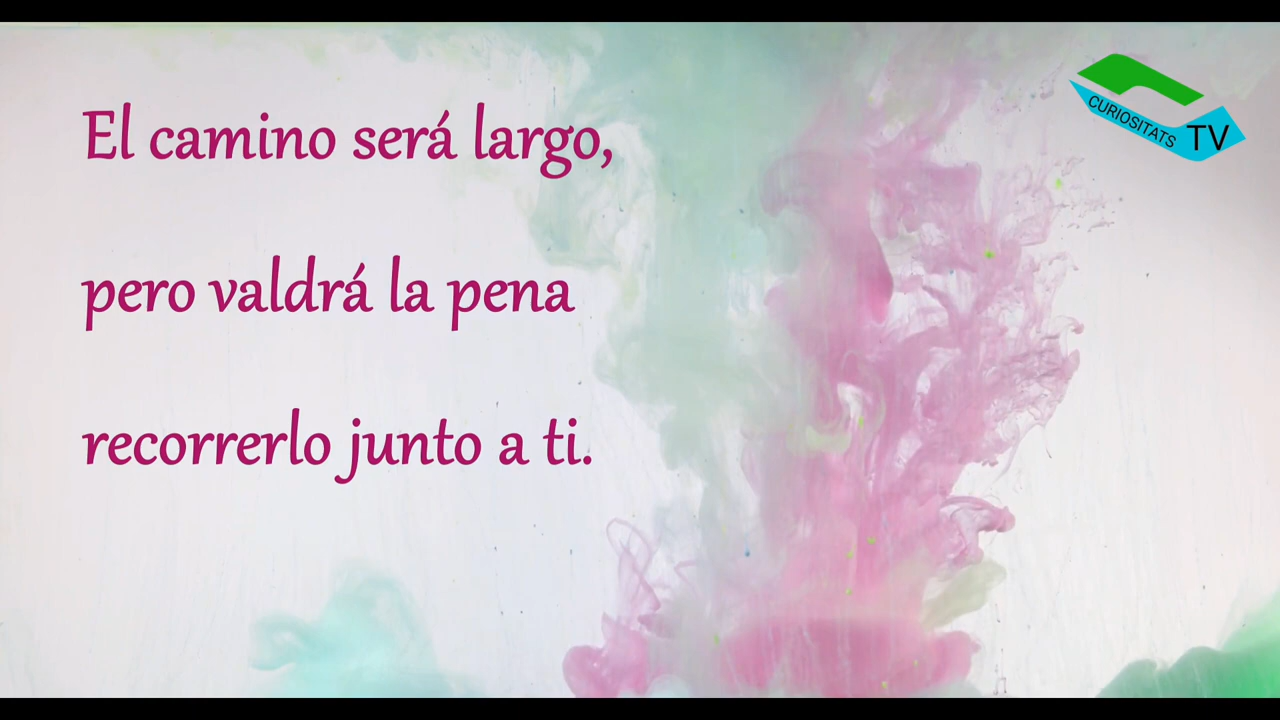 El camino será largo,
pero valdrá la pena
recorrerlo junto a ti.
CURIOSITATS
TV